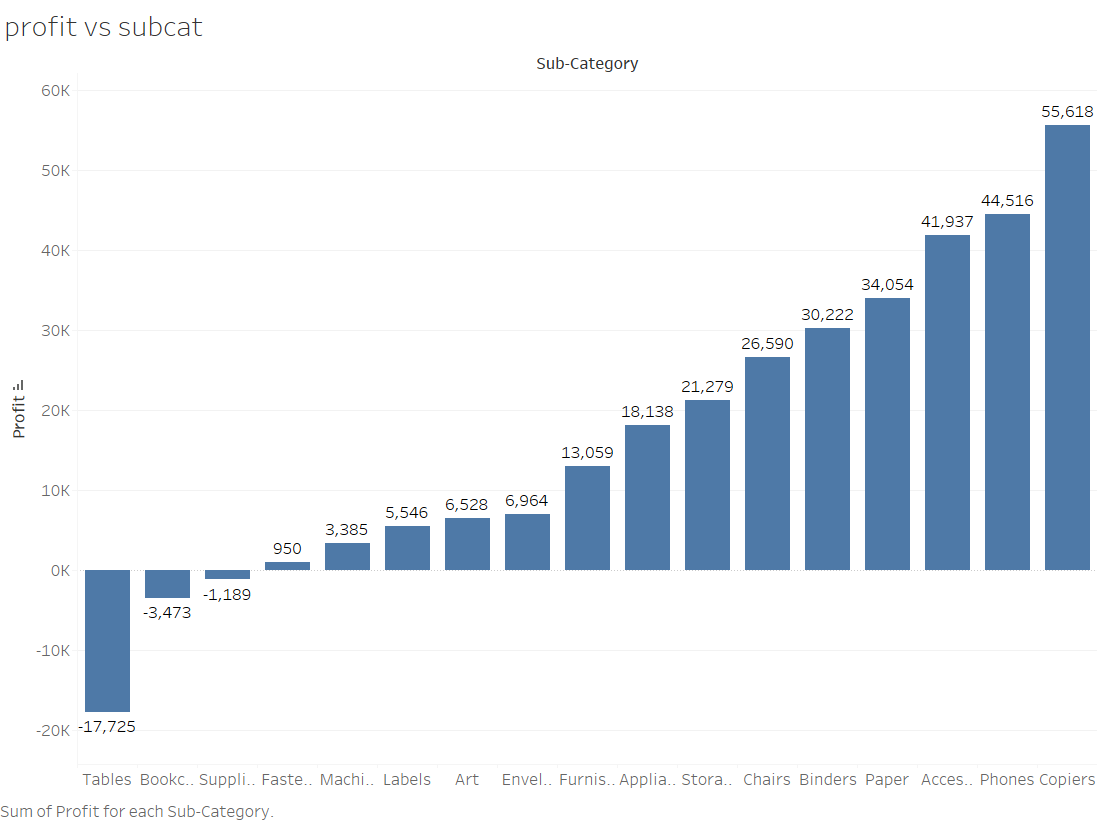 profit vs subcat
Sub-Category
60K
50K
40K
30K
20K
10K
0K
-10K
-20K
Profit
-17,725
-3,473
-1,189
950
3,385
5,546
6,528
6,964
13,059
18,138
21,279
26,590
30,222
34,054
41,937
44,516
55,618
Tables Bookc.. Suppli.. Faste.. Machi.. Labels Art Envel.. Furnis.. Applia.. Stora.. Chairs Binders Paper Acces.. Phones Copiers
Sum of Profit for each Sub-Category.